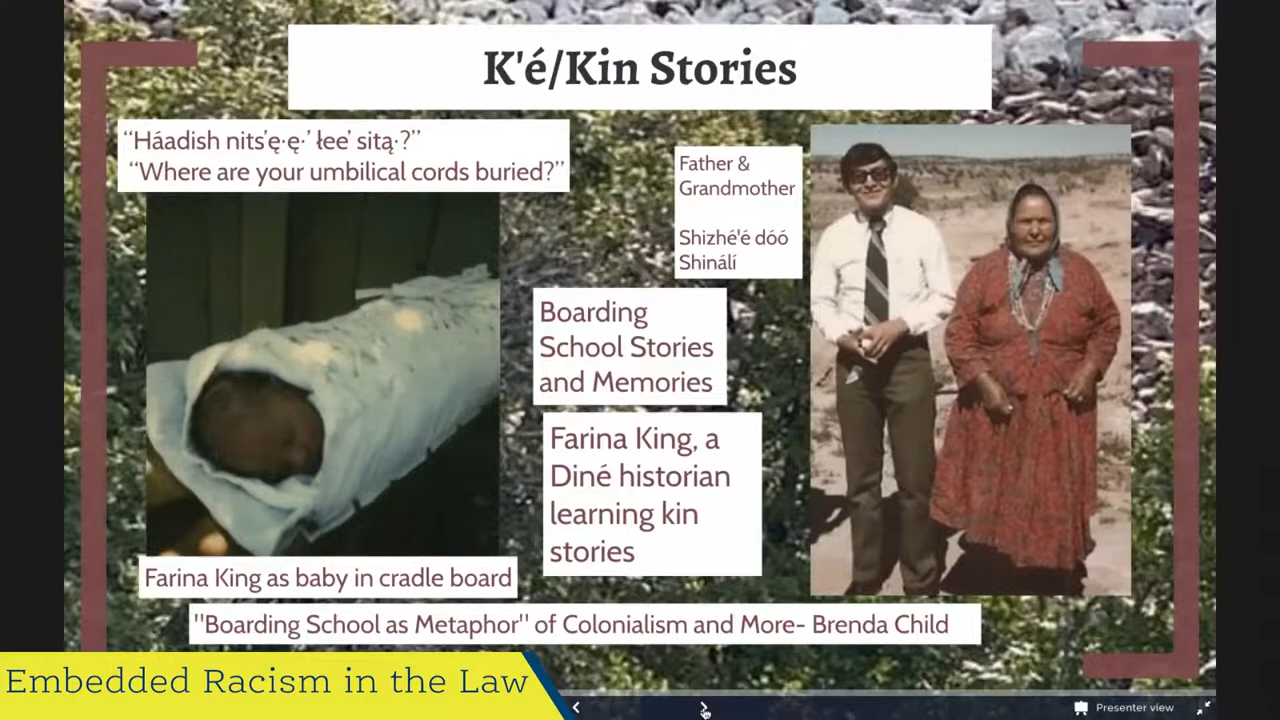 K'é/Kin Stories
“Háadish nits’ę·ę·’ łee’ sitą·?”
“Where are your umbilical cords buried?”
Father &
Grandmother
Shizhé'é dóó
Shinálí
Boarding
School Stories
and Memories
Farina King, a
Diné historian
learning kin
stories
Farina King as baby in cradle board
"Boarding School as Metaphor" of Colonialism and More- Brenda Child
Embedded Racism in the Law
Presenter view